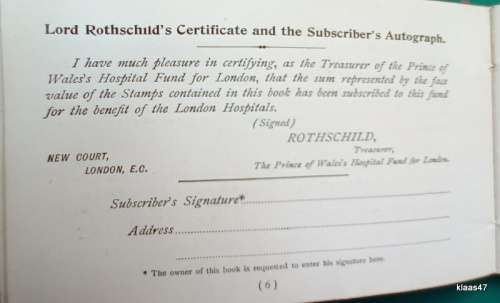 Lord Rothschild's Certificate and the Subscriber's Autograph.
I have much pleasure in certifying, as the Treasurer of the Prince of
Wales's Hospital Fund for London, that the sum represented by the face
value of the Stamps contained in this book has been subscribed to this fund
for the benefit of the London Hospitals.
(Signed)
ROTHSCHILD,
Treasurer,
The Prince of Wales's Hospital Fund for London.
NEW COURT,
LONDON, E.C.
Subscriber's Signature*
Address
* The owner of this book is requested to enter his signature here.
(6)
klaas47